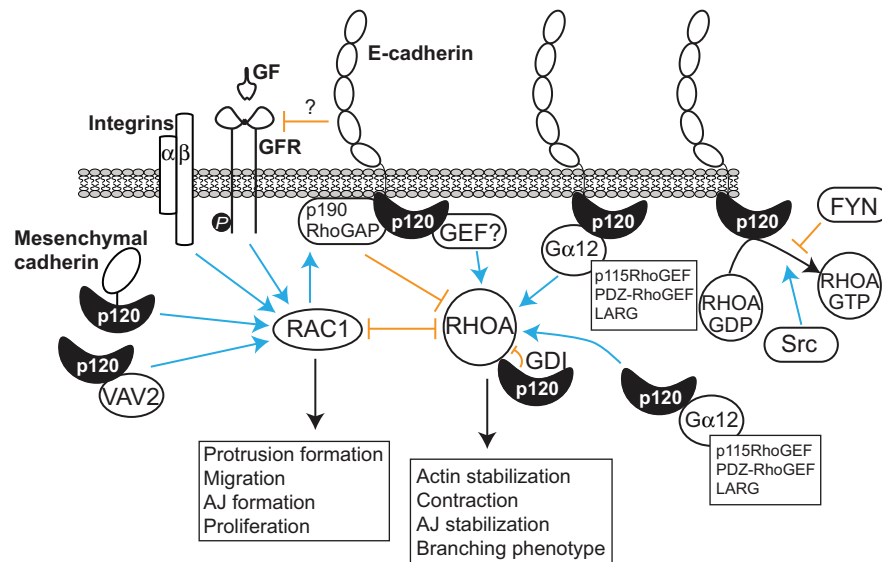 GF
E-cadherin
?
Integrins
GFR
αβ
P
p190
RhoGAP
p120
GEF?
p120
Gα12
p115RhoGEF
PDZ-RhoGEF
LARG
p120
FYN
RHOA
GDP
RHOA
GTP
Src
Mesenchymal
cadherin
p120
p120
VAV2
RAC1
RHOA
GDI
p120
p120
Gα12
p115RhoGEF
PDZ-RhoGEF
LARG
Protrusion formation
Migration
AJ formation
Proliferation
Actin stabilization
Contraction
AJ stabilization
Branching phenotype